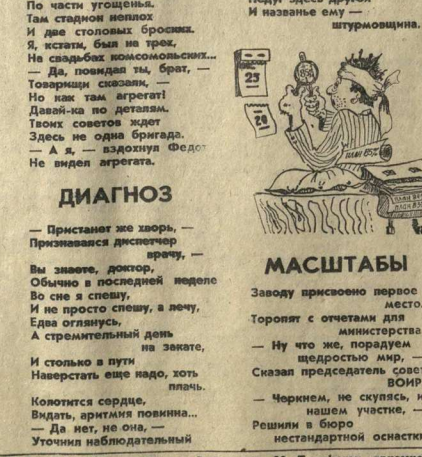 По части угощенья.
Там стадион неплох
И две столовых броских.
Я, кстати, был на трех,
На свадьбах комсомольских...
— Да, повидал ты, брат, —
Товарищи сказали, —
Но как там агрегат!
Давай-ка по деталям.
Твоих советов ждет
Здесь не одна бригада.
— А я, — вздохнул Федот
Не видел агрегата.
ДИАГНОЗ
— Пристанет же хворь, —
Признавался диспетчер
врачу, —
Вы знаете, доктор,
Обычно в последней неделе
Во сне я спешу,
И не просто спешу, а лечу,
Едва оглянусь,
А стремительный день
на закате,
И столько в пути
Наверстать еще надо, хоть
плачь.
Колотится сердце,
Видать, аритмия повинна...
— Да нет, не она, —
Уточнил наблюдательный
здесь другой
И названье ему —
штурмовщина.
25
28
ПЛАН 85%
МАСШТАБЫ
Заводу присвоено первое
место.
Торопят с отчетами для
министерства
— Ну что же, порадуем
щедростью мир, —
Сказал председатель совет
ВОИР
— Черкнем, не скупясь, и
нашем участке, —
Решили в бюро
нестандартной оснастки